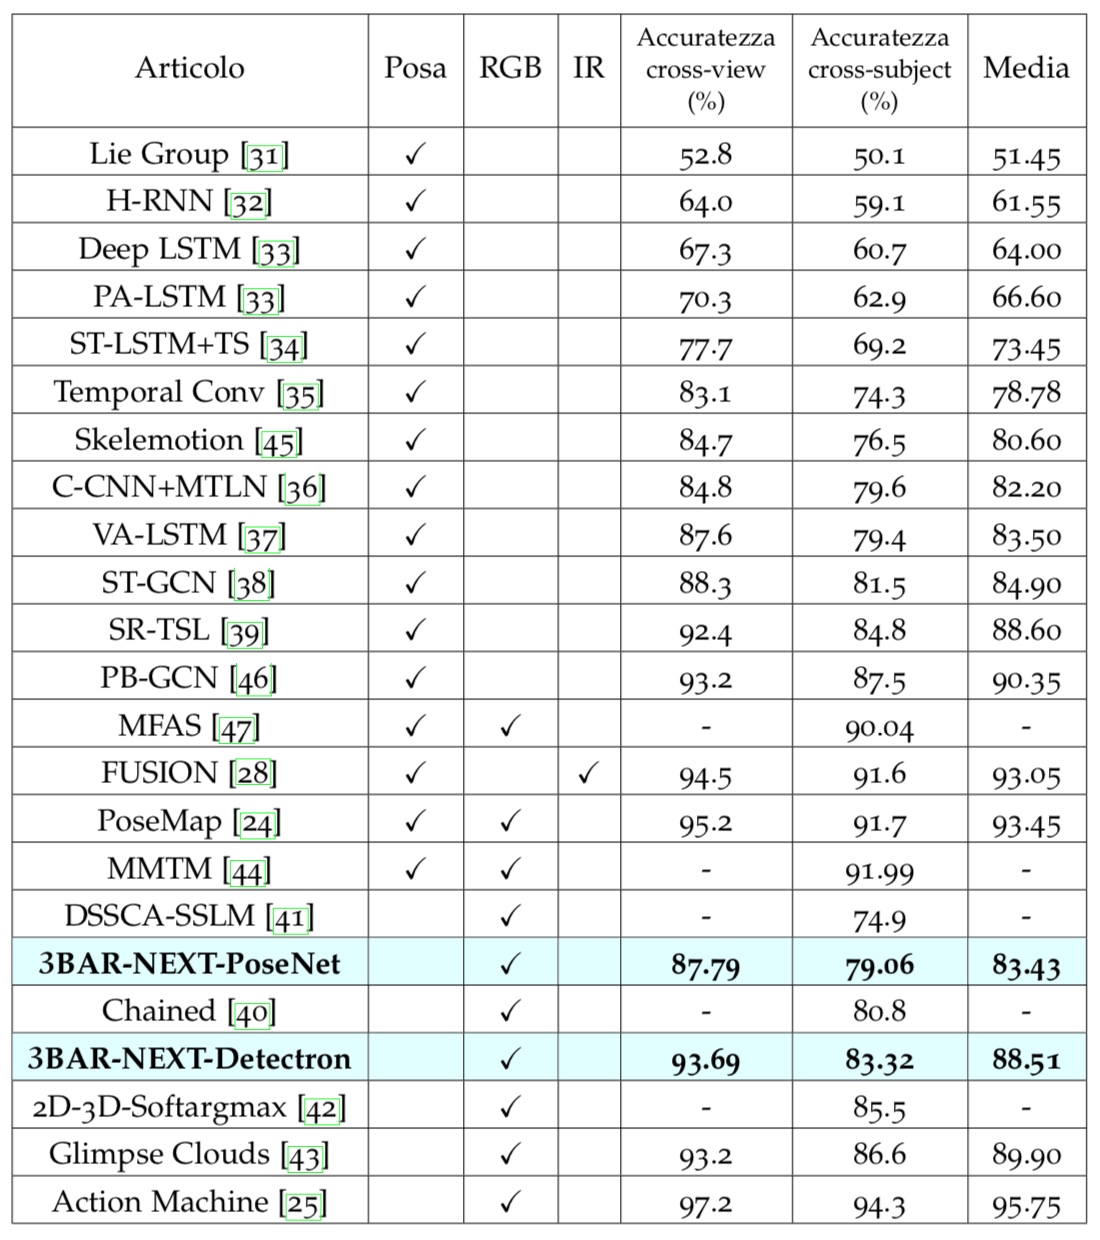 Articolo Posa RGB IR Accuratezza cross-view (%) Accuratezza cross-subject (%) Media
Lie Group [31] ✓ 52.8 50.1 51.45
H-RNN [32] ✓ 64.0 59.1 61.55
Deep LSTM [33] ✓ 67.3 60.7 64.00
PA-LSTM [33] ✓ 70.3 62.9 66.60
ST-LSTM+TS [34] ✓ 77.7 69.2 73.45
Temporal Conv [35] ✓ 83.1 74.3 78.78
Skelemotion [45] ✓ 84.7 76.5 80.60
C-CNN+MTLN [36] ✓ 84.8 79.6 82.20
VA-LSTM [37] ✓ 87.6 79.4 83.50
ST-GCN [38] ✓ 88.3 81.5 84.90
SR-TSL [39] ✓ 92.4 84.8 88.60
PB-GCN [46] ✓ 93.2 87.5 90.35
MFAS [47] ✓ ✓ - 90.04 -
FUSION [28] ✓ ✓ 94.5 91.6 93.05
PoseMap [24] ✓ ✓ 95.2 91.7 93.45
MMTM [44] ✓ ✓ - 91.99 -
DSSCA-SSLM [41] ✓ - 74.9 -
3BAR-NEXT-PoseNet ✓ 87.79 79.06 83.43
Chained [40] ✓ - 80.8 -
3BAR-NEXT-Detectron ✓ 93.69 83.32 88.51
2D-3D-Softargmax [42] ✓ - 85.5 -
Glimpse Clouds [43] ✓ 93.2 86.6 89.90
Action Machine [25] ✓ 97.2 94.3 95.75